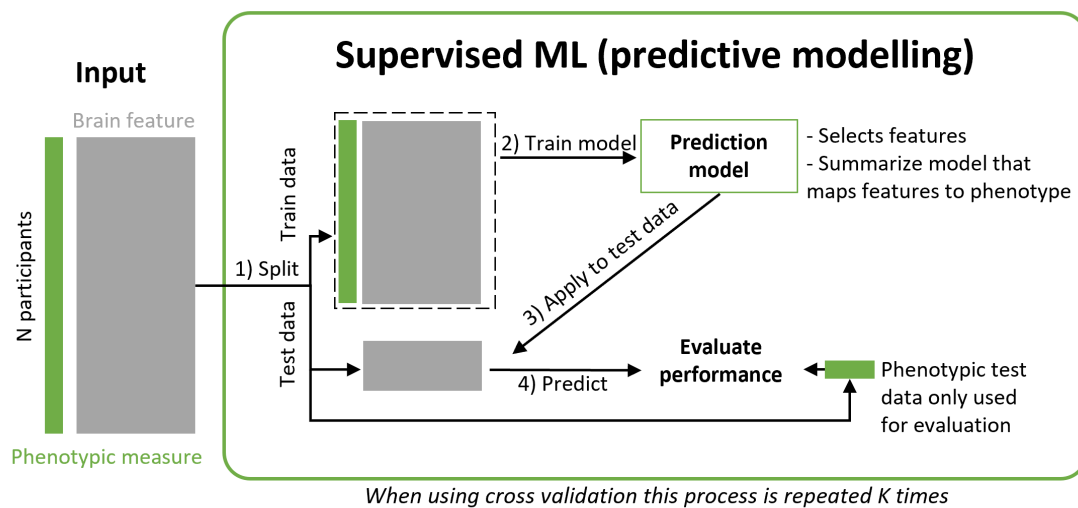 Supervised ML (predictive modelling)
Input
Brain feature
N participants
Phenotypic measure
1) Split
Train data
Test data
2) Train model
Prediction
model
- Selects features
- Summarize model that
maps features to phenotype
3) Apply to test data
4) Predict
Evaluate
performance
Phenotypic test
data only used
for evaluation
When using cross validation this process is repeated K times